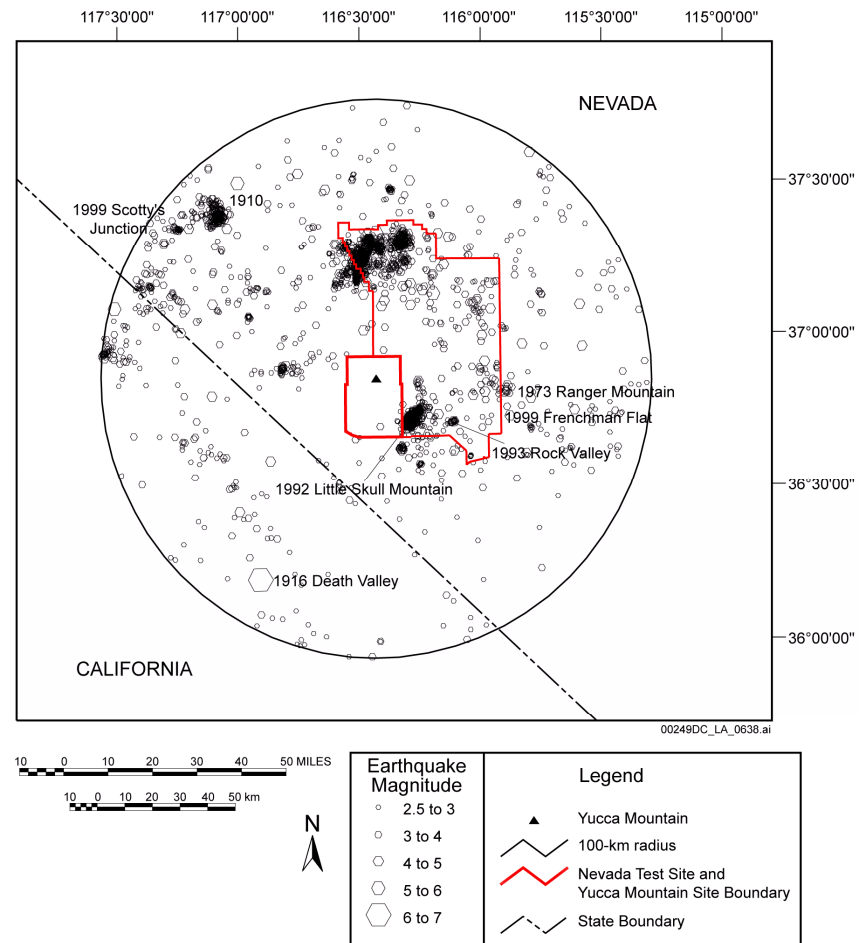 117°30'00" 117°00'00" 116°30'00" 116°00'00" 115°30'00" 115°00'00"
NEVADA
37°30'00"
1910
1999 Scotty's
Junction
37°00'00"
1973 Ranger Mountain
1999 Frenchman Flat
1993 Rock Valley
1992 Little Skull Mountain
36°30'00"
1916 Death Valley
36°00'00"
CALIFORNIA
00249DC_LA_0638.ai
10 0 10 20 30 40 50 MILES
10 0 10 20 30 40 50 km
N
Earthquake
Magnitude
2.5 to 3
3 to 4
4 to 5
5 to 6
6 to 7
Legend
Yucca Mountain
100-km radius
Nevada Test Site and
Yucca Mountain Site Boundary
State Boundary